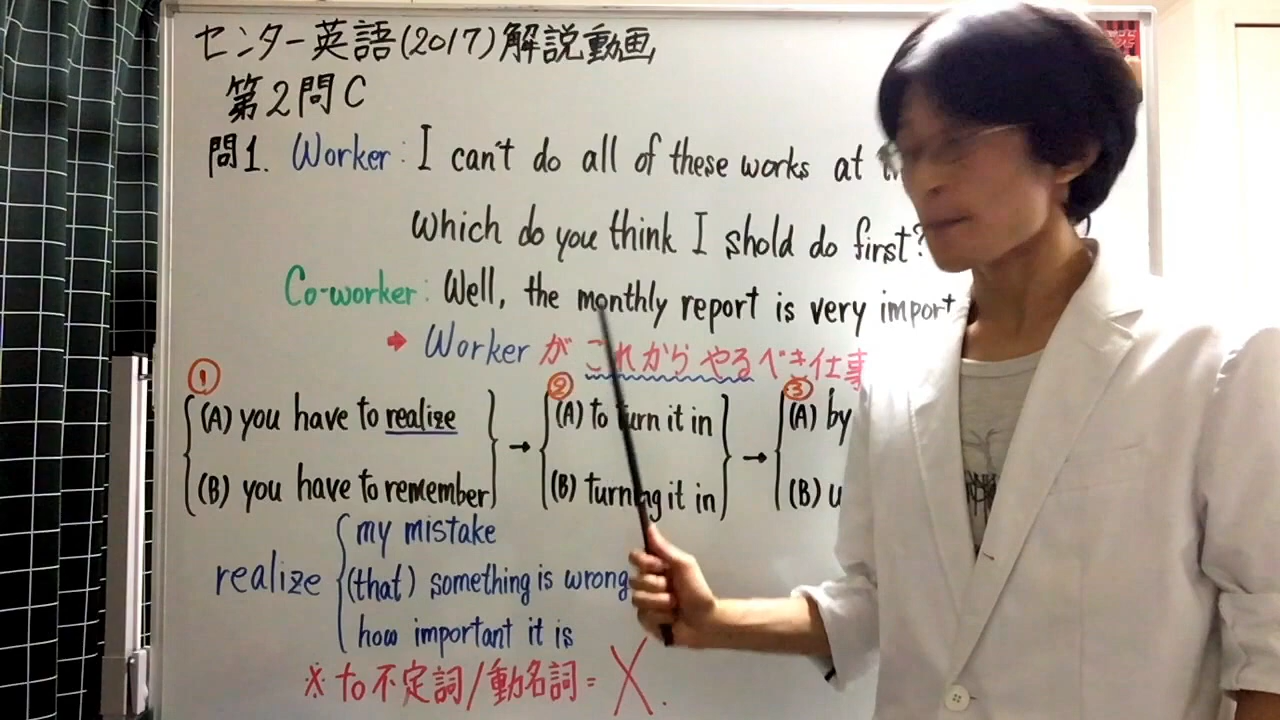 センター英語(2017)解説動画
第2問C
問1. Worker: I can't do all of these works at
Which do you think I shold do first?
Co-worker: Well, the monthly report is very import
➡ Worker が これから やるべき仕事
① ② ③
(A) you have to realize → (A) to turn it in → (A) by
(B) you have to remember (B) turning it in (B) u
my mistake
realize (that) something is wrong
how important it is
※ to不定詞/動名詞 = X.